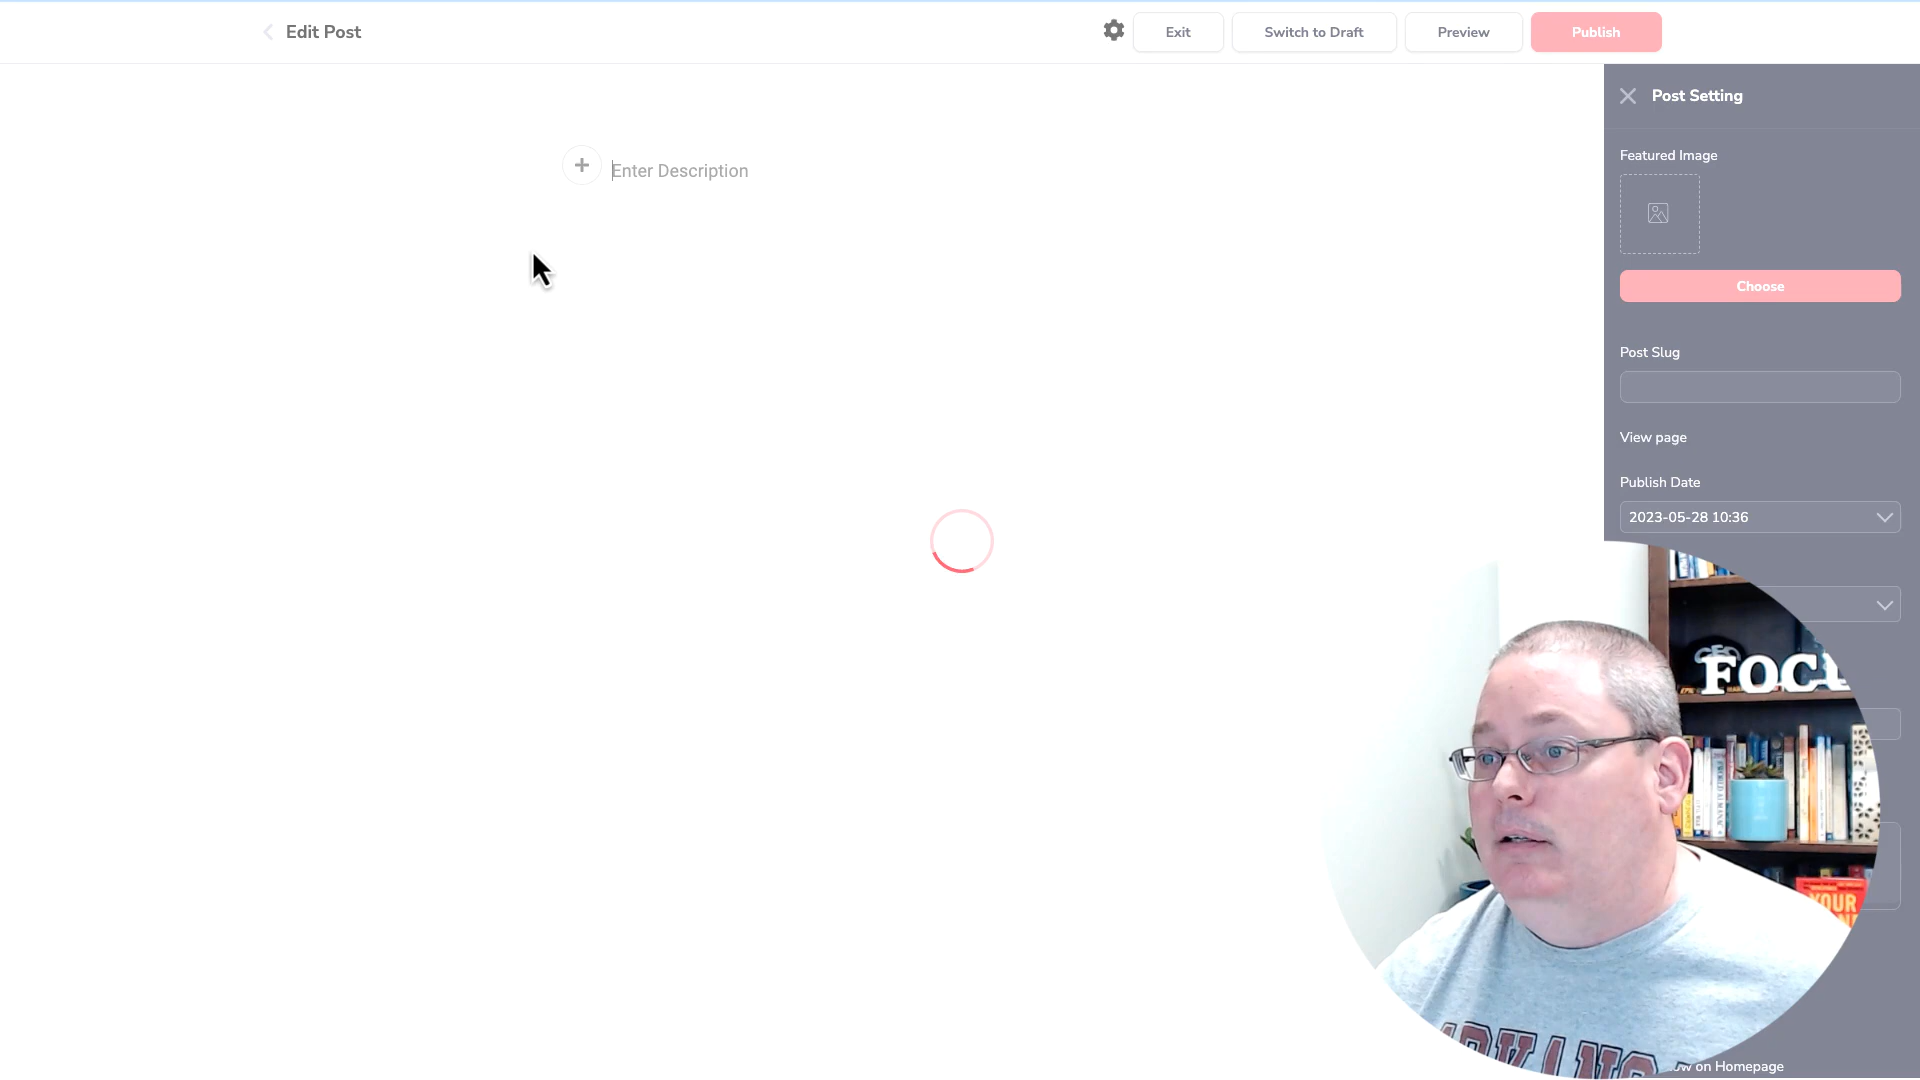 Edit Post
Exit
Switch to Draft
Preview
Publish
Post Setting
Enter Description
Featured Image
Choose
Post Slug
View page
Publish Date
2023-05-28 10:36
FOCU
YOUR
on Homepage